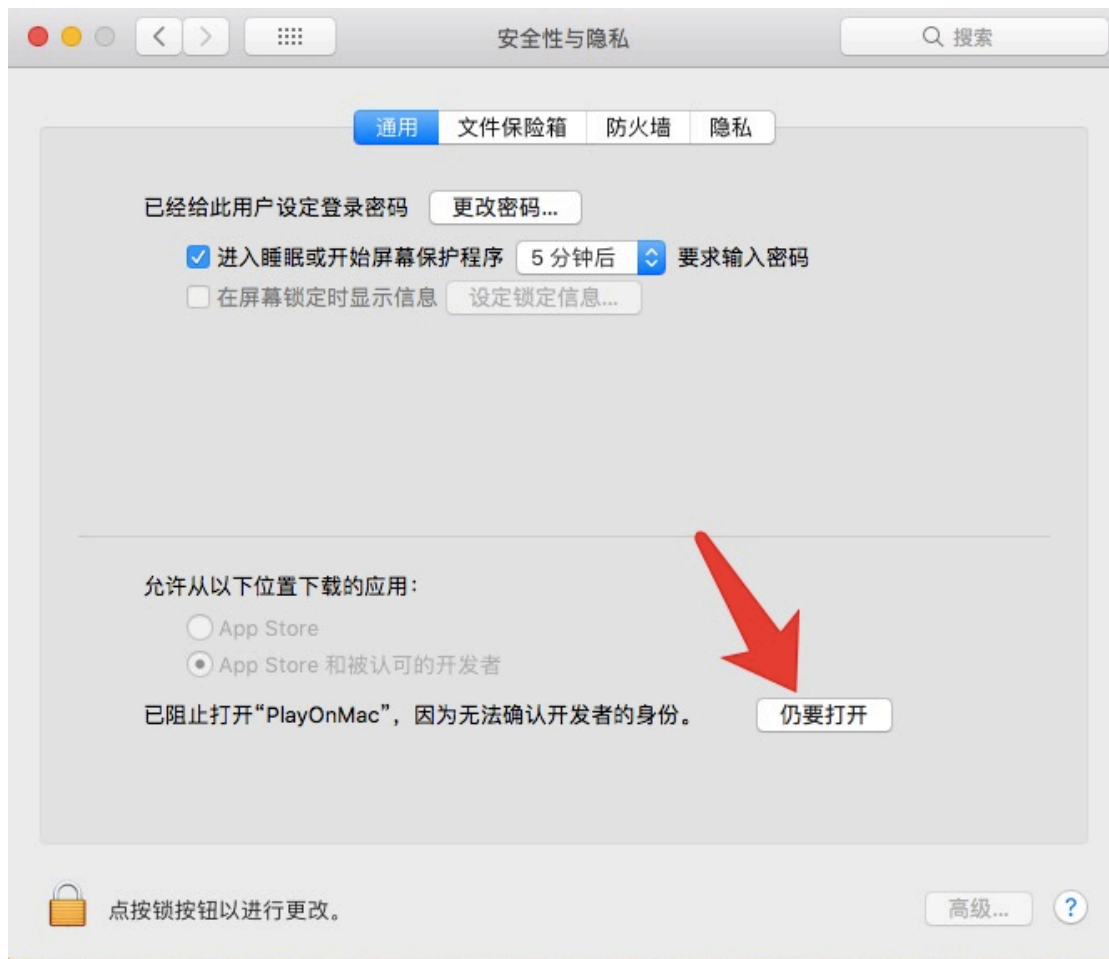 安全性与隐私
搜索
通用 文件保险箱 防火墙 隐私
已经给此用户设定登录密码 更改密码...
进入睡眠或开始屏幕保护程序 5 分钟后 要求输入密码
在屏幕锁定时显示信息 设定锁定信息...
允许从以下位置下载的应用：
App Store
App Store 和被认可的开发者
已阻止打开“PlayOnMac”，因为无法确认开发者的身份。 仍要打开
点按锁按钮以进行更改。 高级... ?